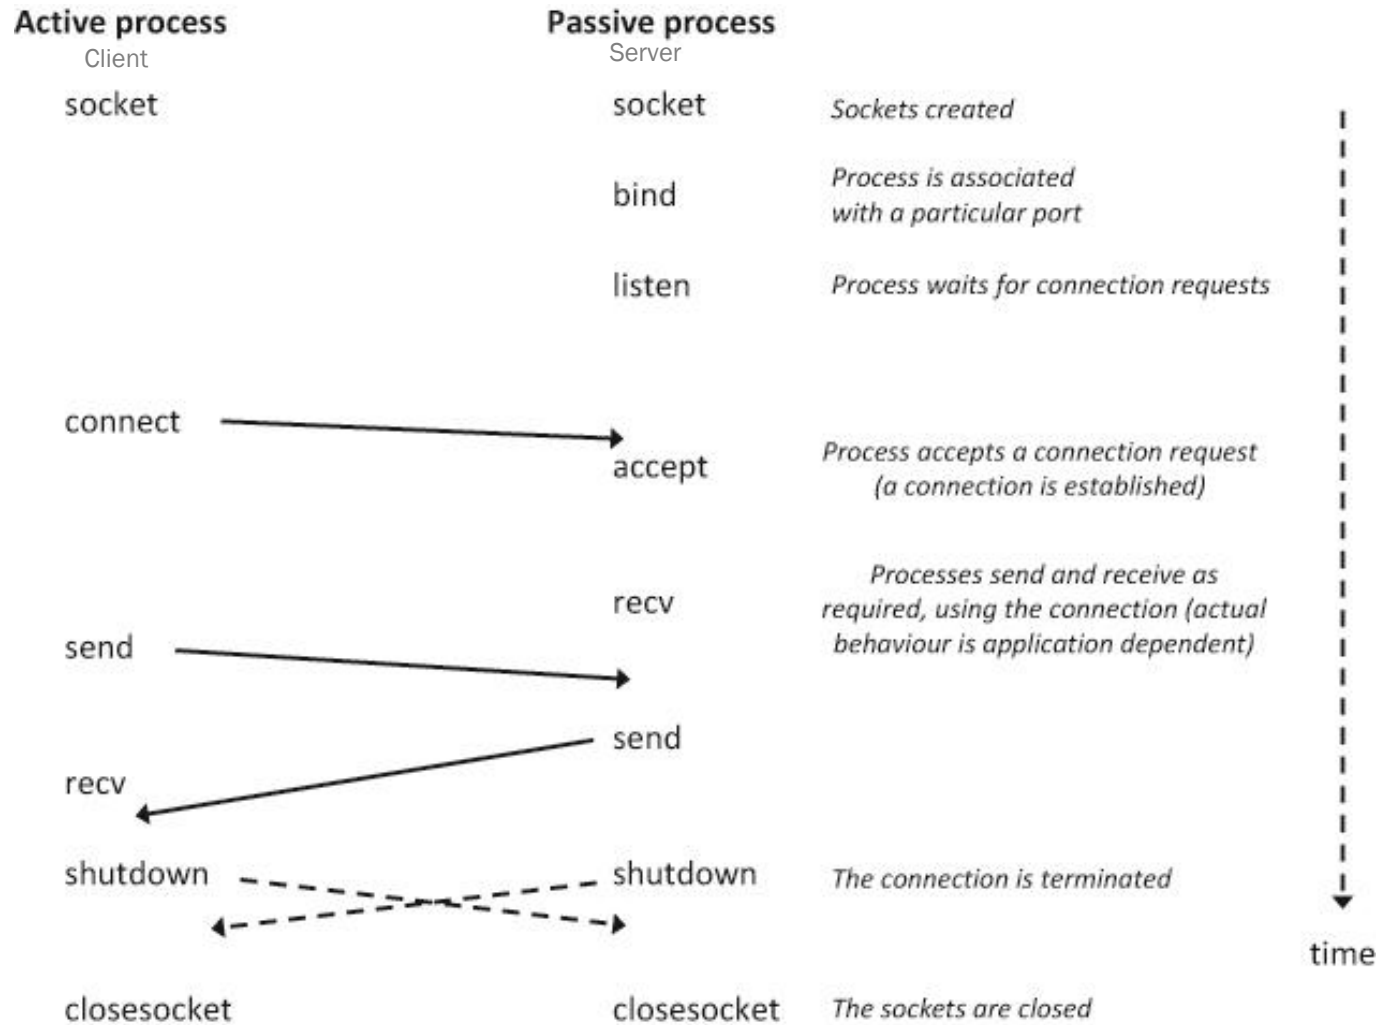 Active process Passive process
Client Server
socket socket Sockets created
bind Process is associated
with a particular port
listen Process waits for connection requests
connect
accept Process accepts a connection request
(a connection is established)
Processes send and receive as
recv required, using the connection (actual
send behaviour is application dependent)
send
recv
shutdown shutdown The connection is terminated
time
closesocket closesocket The sockets are closed